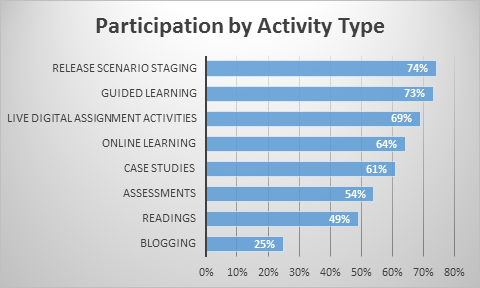 Participation by Activity Type
RELEASE SCENARIO STAGING 74%
GUIDED LEARNING 73%
LIVE DIGITAL ASSIGNMENT ACTIVITIES 69%
ONLINE LEARNING 64%
CASE STUDIES 61%
ASSESSMENTS 54%
READINGS 49%
BLOGGING 25%
0% 10% 20% 30% 40% 50% 60% 70% 80%